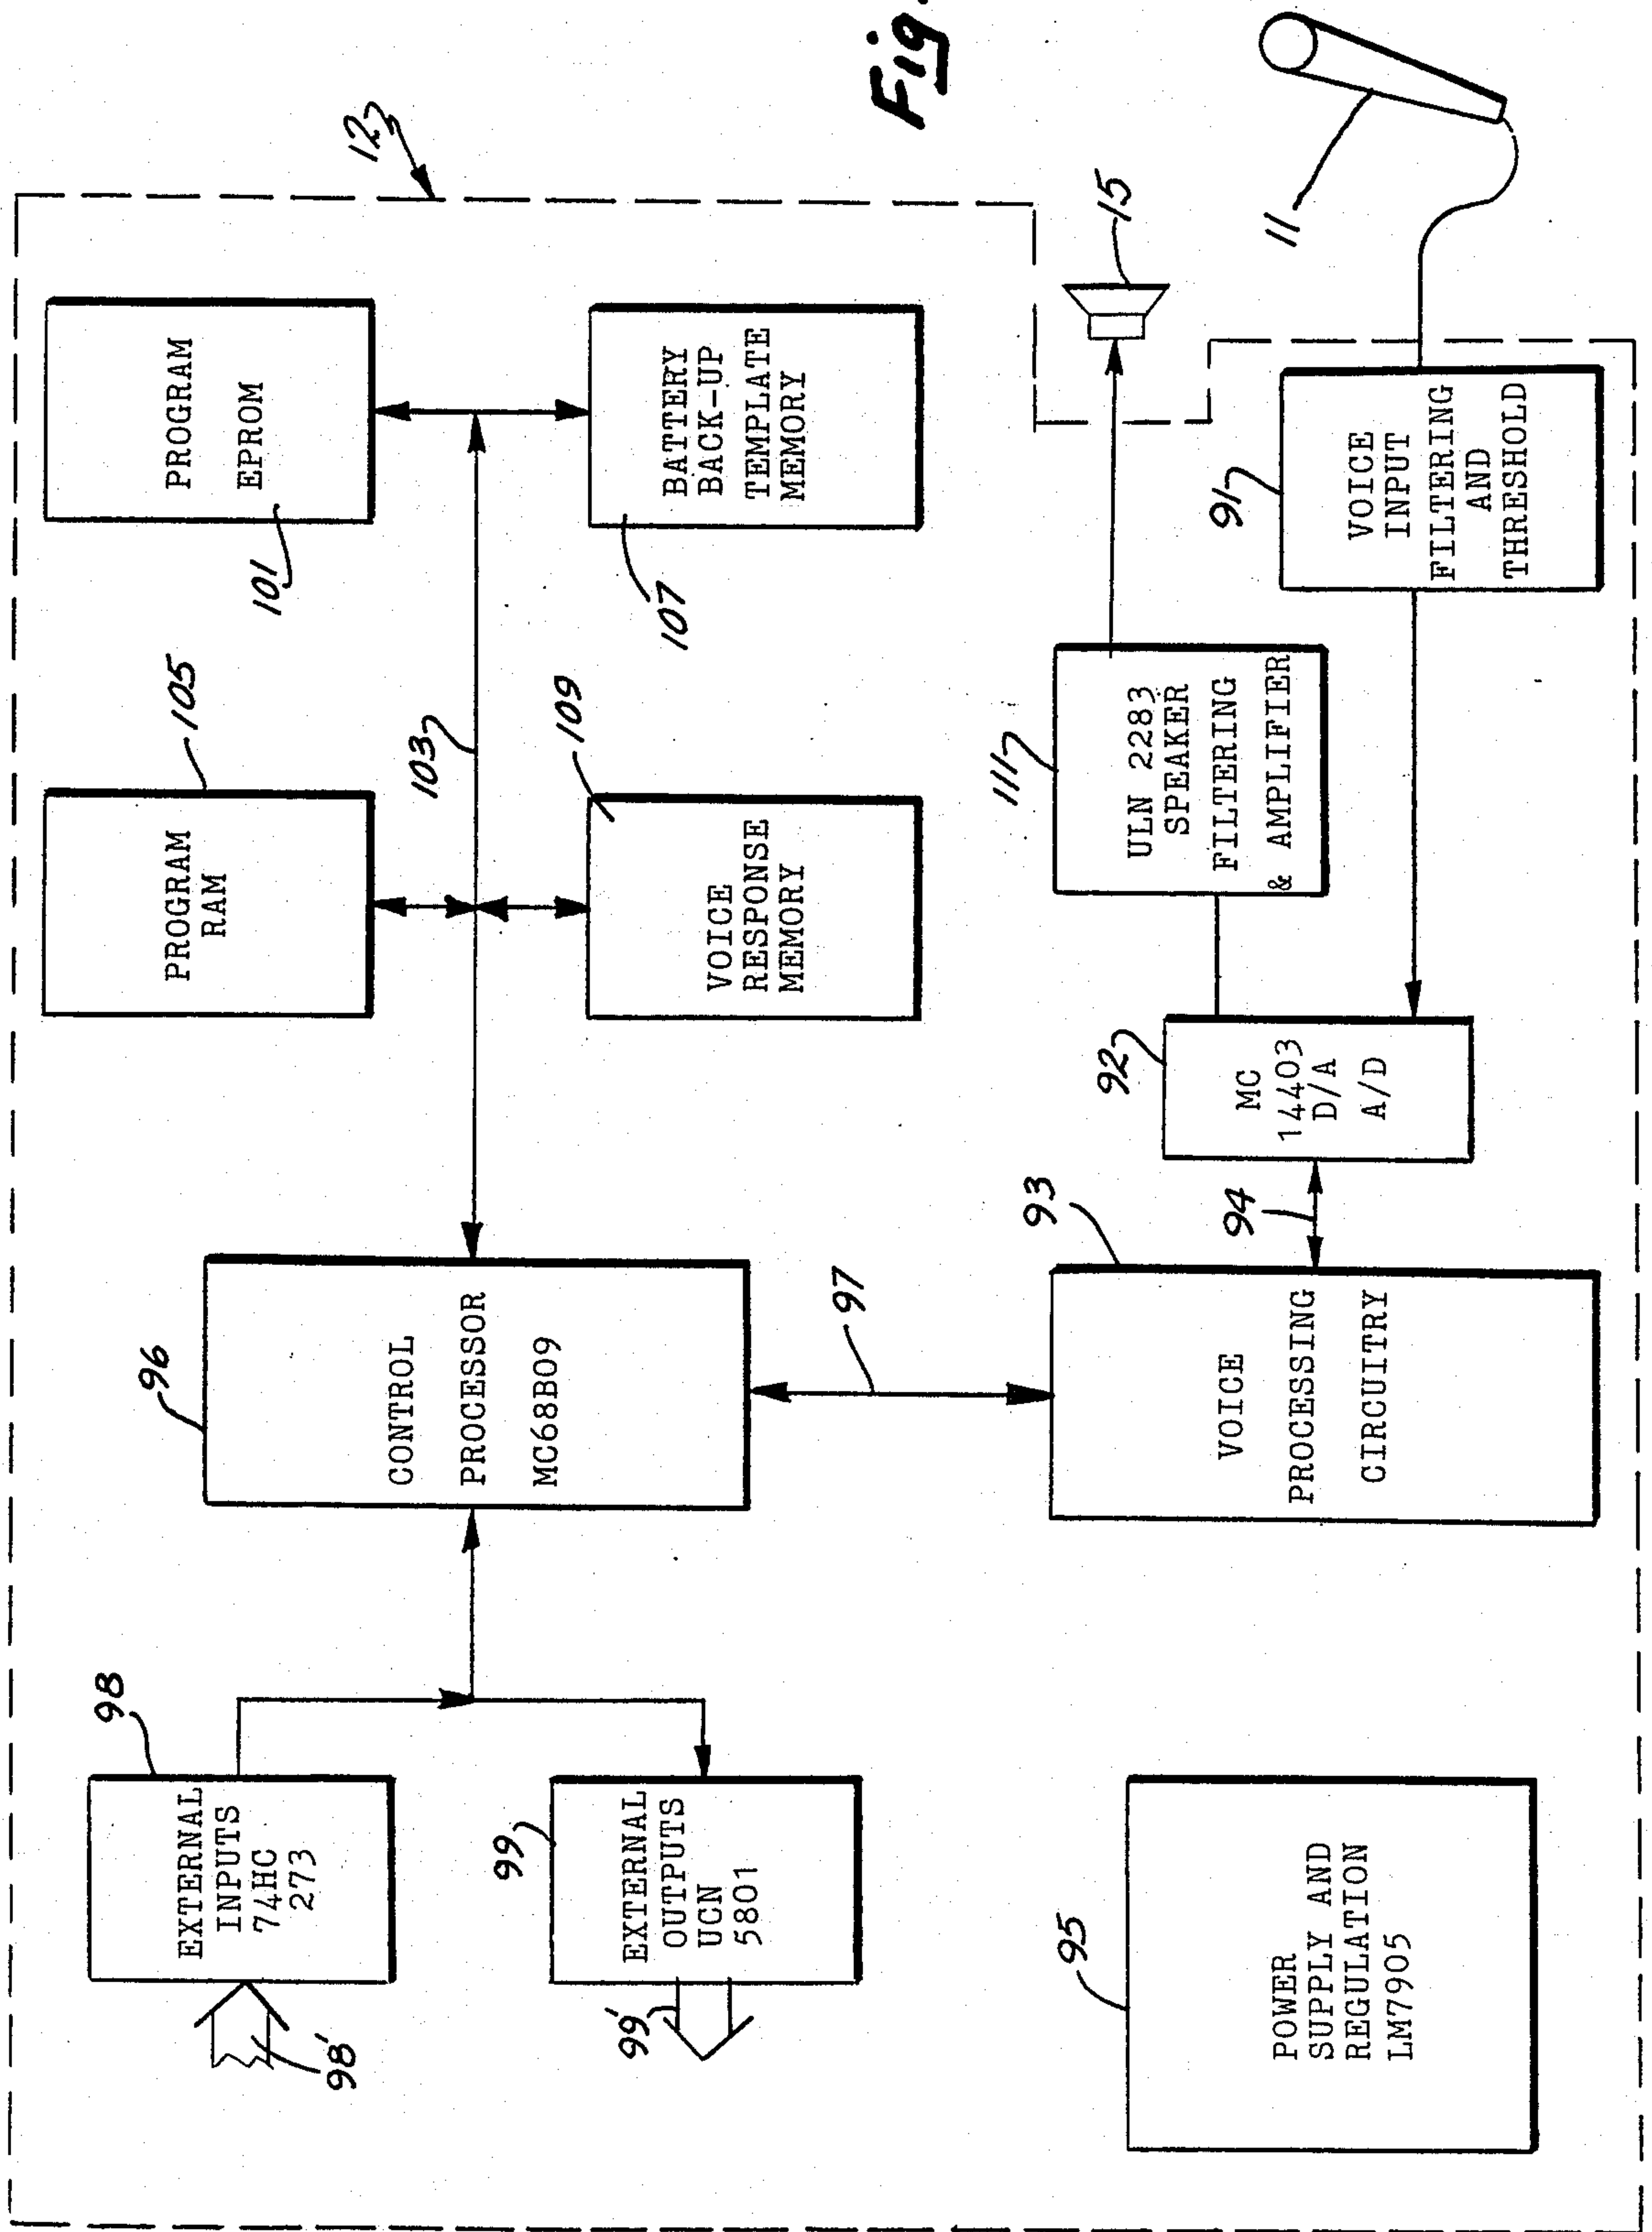 Fig.
12
EXTERNAL
INPUTS
74HC
273
98
98'
EXTERNAL
OUTPUTS
UCN
5801
99
99'
CONTROL
PROCESSOR
MC68B09
96
PROGRAM
RAM
105
PROGRAM
EPROM
101
103
VOICE
RESPONSE
MEMORY
109
BATTERY
BACK-UP
TEMPLATE
MEMORY
107
97
POWER
SUPPLY AND
REGULATION
LM7905
95
VOICE
PROCESSING
CIRCUITRY
93
94
MC
14403
D/A
A/D
92
ULN 2283
SPEAKER
FILTERING
& AMPLIFIER
111
15
VOICE
INPUT
FILTERING
AND
THRESHOLD
91
11